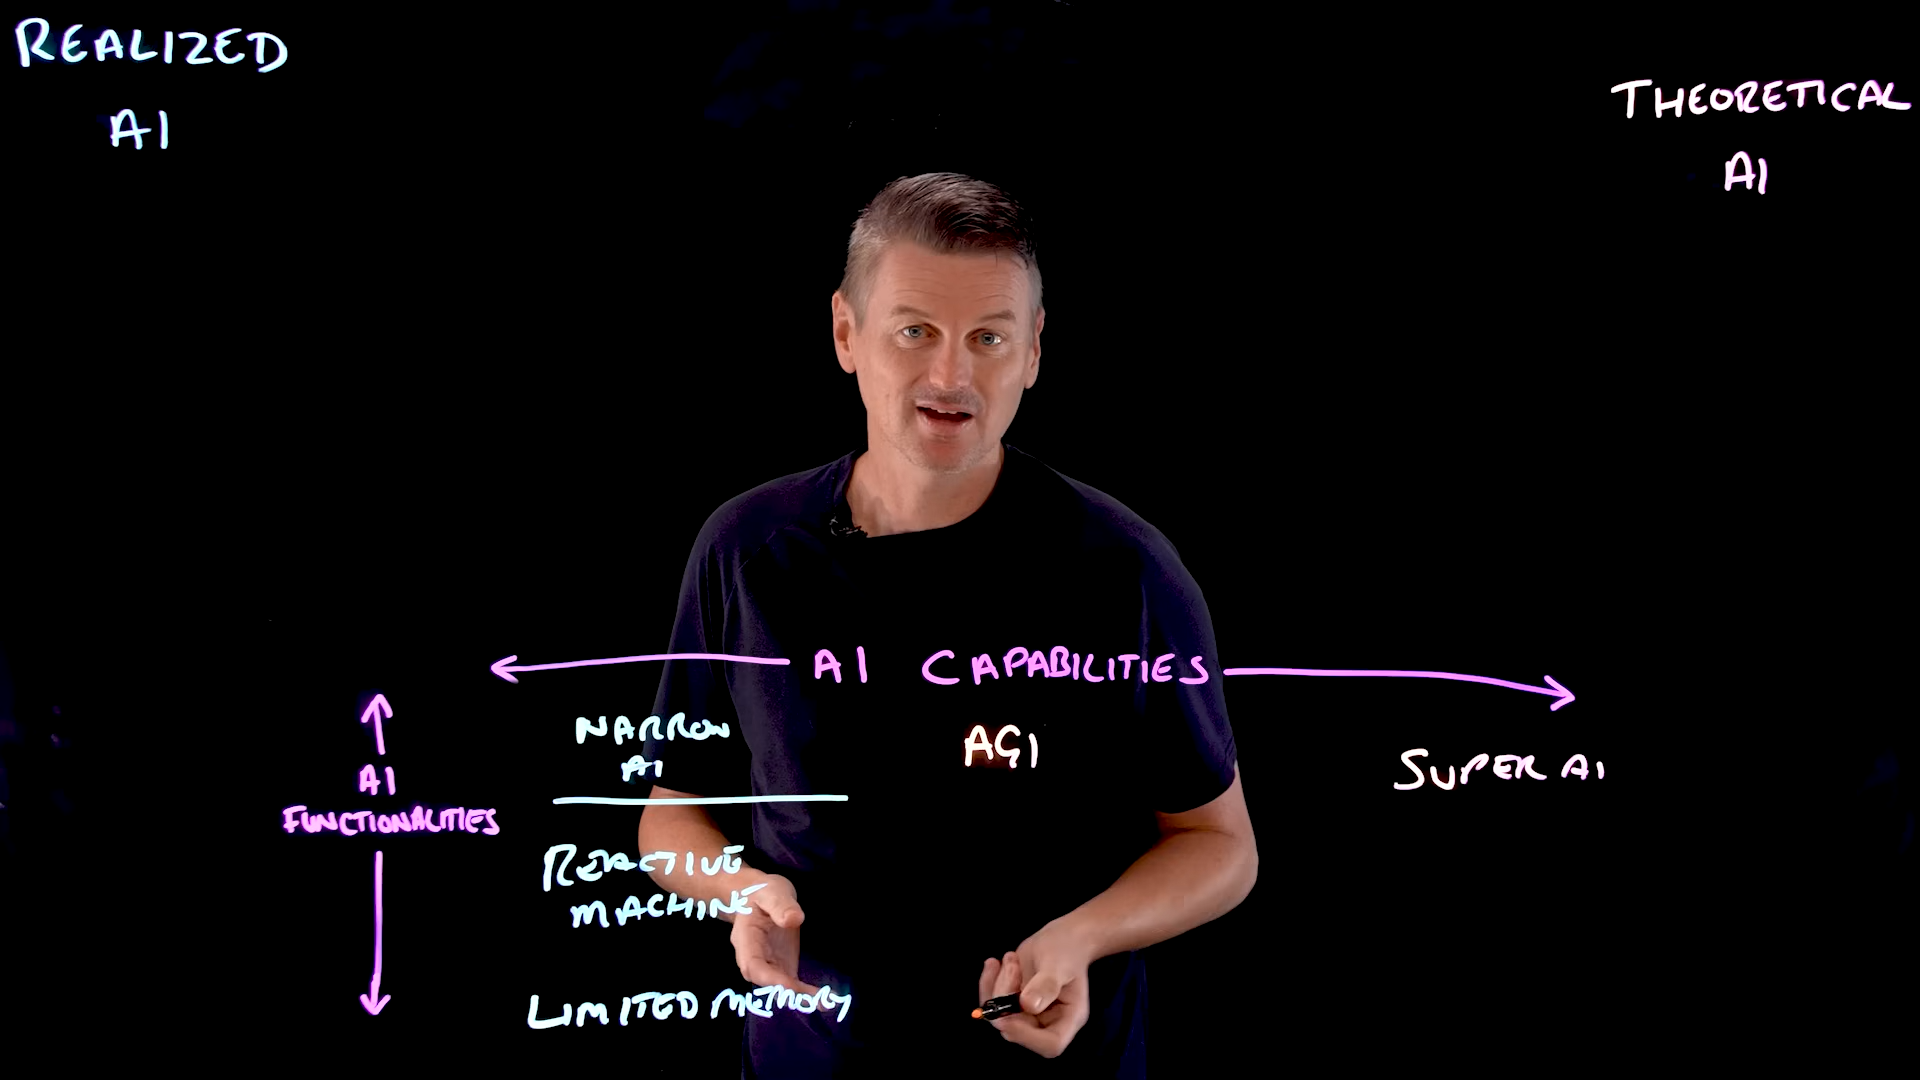 REALIZED
AI
THEORETICAL
AI
AI CAPABILITIES
NARROW
AI
AGI
SUPER AI
AI
FUNCTIONALITIES
REACTIVE
MACHINE
LIMITED MEMORY